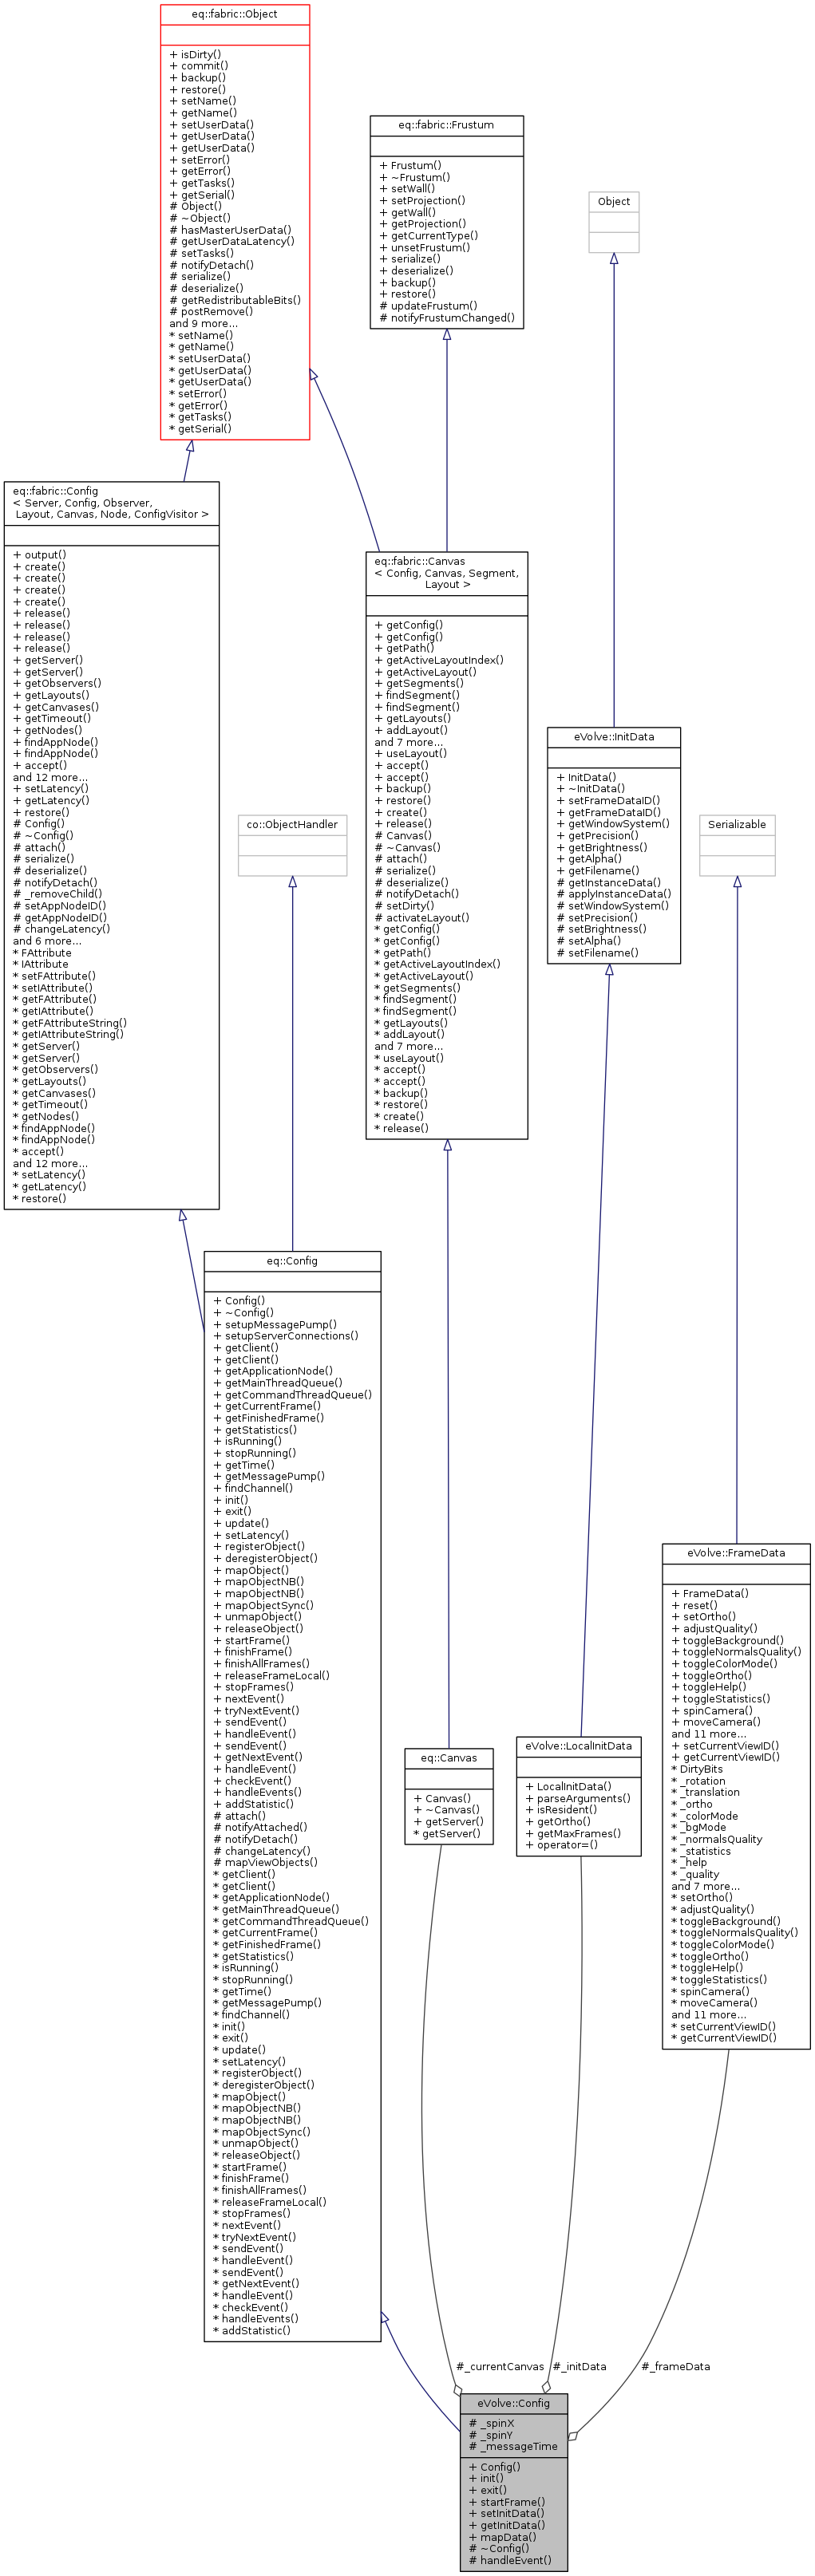 eq::fabric::Object
+ isDirty()
+ commit()
+ backup()
+ restore()
+ setName()
+ getName()
+ setUserData()
+ getUserData()
+ getUserData()
+ setError()
+ getError()
+ getTasks()
+ getSerial()
# Object()
# ~Object()
# hasMasterUserData()
# getUserDataLatency()
# setTasks()
# notifyDetach()
# serialize()
# deserialize()
# getRedistributableBits()
# postRemove()
and 9 more...
* setName()
* getName()
* setUserData()
* getUserData()
* getUserData()
* setError()
* getError()
* getTasks()
* getSerial()
eq::fabric::Frustum
+ Frustum()
+ ~Frustum()
+ setWall()
+ setProjection()
+ getWall()
+ getProjection()
+ getCurrentType()
+ unsetFrustum()
+ serialize()
+ deserialize()
+ backup()
+ restore()
# updateFrustum()
# notifyFrustumChanged()
Object
eq::fabric::Config
< Server, Config, Observer,
Layout, Canvas, Node, ConfigVisitor >
+ output()
+ create()
+ create()
+ create()
+ create()
+ release()
+ release()
+ release()
+ release()
+ getServer()
+ getServer()
+ getObservers()
+ getLayouts()
+ getCanvases()
+ getTimeout()
+ getNodes()
+ findAppNode()
+ findAppNode()
+ accept()
and 12 more...
+ setLatency()
+ getLatency()
+ restore()
# Config()
# ~Config()
# attach()
# serialize()
# deserialize()
# notifyDetach()
# _removeChild()
# setAppNodeID()
# getAppNodeID()
# changeLatency()
and 6 more...
* FAttribute
* IAttribute
* setFAttribute()
* setIAttribute()
* getFAttribute()
* getIAttribute()
* getFAttributeString()
* getIAttributeString()
* getServer()
* getServer()
* getObservers()
* getLayouts()
* getCanvases()
* getTimeout()
* getNodes()
* findAppNode()
* findAppNode()
* accept()
and 12 more...
* setLatency()
* getLatency()
* restore()
eq::fabric::Canvas
< Config, Canvas, Segment,
Layout >
+ getConfig()
+ getConfig()
+ getPath()
+ getActiveLayoutIndex()
+ getActiveLayout()
+ getSegments()
+ findSegment()
+ findSegment()
+ getLayouts()
+ addLayout()
and 7 more...
+ useLayout()
+ accept()
+ accept()
+ backup()
+ restore()
+ create()
+ release()
# Canvas()
# ~Canvas()
# attach()
# serialize()
# deserialize()
# notifyDetach()
# setDirty()
# activateLayout()
* getConfig()
* getConfig()
* getPath()
* getActiveLayoutIndex()
* getActiveLayout()
* getSegments()
* findSegment()
* findSegment()
* getLayouts()
* addLayout()
and 7 more...
* useLayout()
* accept()
* accept()
* backup()
* restore()
* create()
* release()
eVolve::InitData
+ InitData()
+ ~InitData()
+ setFrameDataID()
+ getFrameDataID()
+ getWindowSystem()
+ getPrecision()
+ getBrightness()
+ getAlpha()
+ getFilename()
# getInstanceData()
# applyInstanceData()
# setWindowSystem()
# setPrecision()
# setBrightness()
# setAlpha()
# setFilename()
co::ObjectHandler
Serializable
eq::Config
+ Config()
+ ~Config()
+ setupMessagePump()
+ setupServerConnections()
+ getClient()
+ getClient()
+ getApplicationNode()
+ getMainThreadQueue()
+ getCommandThreadQueue()
+ getCurrentFrame()
+ getFinishedFrame()
+ getStatistics()
+ isRunning()
+ stopRunning()
+ getTime()
+ getMessagePump()
+ findChannel()
+ init()
+ exit()
+ update()
+ setLatency()
+ registerObject()
+ deregisterObject()
+ mapObject()
+ mapObjectNB()
+ mapObjectNB()
+ mapObjectSync()
+ unmapObject()
+ releaseObject()
+ startFrame()
+ finishFrame()
+ finishAllFrames()
+ releaseFrameLocal()
+ stopFrames()
+ nextEvent()
+ tryNextEvent()
+ sendEvent()
+ handleEvent()
+ sendEvent()
+ getNextEvent()
+ handleEvent()
+ checkEvent()
+ handleEvents()
+ addStatistic()
# attach()
# notifyAttached()
# notifyDetach()
# changeLatency()
# mapViewObjects()
* getClient()
* getClient()
* getApplicationNode()
* getMainThreadQueue()
* getCommandThreadQueue()
* getCurrentFrame()
* getFinishedFrame()
* getStatistics()
* isRunning()
* stopRunning()
* getTime()
* getMessagePump()
* findChannel()
* init()
* exit()
* update()
* setLatency()
* registerObject()
* deregisterObject()
* mapObject()
* mapObjectNB()
* mapObjectNB()
* mapObjectSync()
* unmapObject()
* releaseObject()
* startFrame()
* finishFrame()
* finishAllFrames()
* releaseFrameLocal()
* stopFrames()
* nextEvent()
* tryNextEvent()
* sendEvent()
* handleEvent()
* sendEvent()
* getNextEvent()
* handleEvent()
* checkEvent()
* handleEvents()
* addStatistic()
eq::Canvas
+ Canvas()
+ ~Canvas()
+ getServer()
* getServer()
eVolve::LocalInitData
+ LocalInitData()
+ parseArguments()
+ isResident()
+ getOrtho()
+ getMaxFrames()
+ operator=()
eVolve::FrameData
+ FrameData()
+ reset()
+ setOrtho()
+ adjustQuality()
+ toggleBackground()
+ toggleNormalsQuality()
+ toggleColorMode()
+ toggleOrtho()
+ toggleHelp()
+ toggleStatistics()
+ spinCamera()
+ moveCamera()
and 11 more...
+ setCurrentViewID()
+ getCurrentViewID()
* DirtyBits
* _rotation
* _translation
* _ortho
* _colorMode
* _bgMode
* _normalsQuality
* _statistics
* _help
* _quality
and 7 more...
* setOrtho()
* adjustQuality()
* toggleBackground()
* toggleNormalsQuality()
* toggleColorMode()
* toggleOrtho()
* toggleHelp()
* toggleStatistics()
* spinCamera()
* moveCamera()
and 11 more...
* setCurrentViewID()
* getCurrentViewID()
#_currentCanvas
#_initData
#_frameData
eVolve::Config
# _spinX
# _spinY
# _messageTime
+ Config()
+ init()
+ exit()
+ startFrame()
+ setInitData()
+ getInitData()
+ mapData()
# ~Config()
# handleEvent()